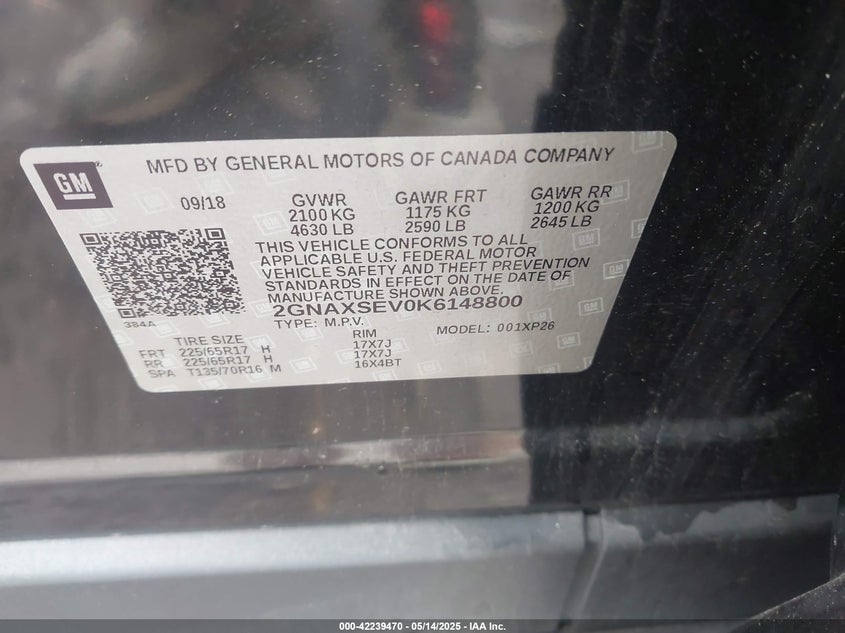 GM
MFD BY GENERAL MOTORS OF CANADA COMPANY
09/18 GVWR GAWR FRT GAWR RR
2100 KG 1175 KG 1200 KG
4630 LB 2590 LB 2645 LB
THIS VEHICLE CONFORMS TO ALL
APPLICABLE U.S. FEDERAL MOTOR
VEHICLE SAFETY AND THEFT PREVENTION
STANDARDS IN EFFECT ON THE DATE OF
MANUFACTURE SHOWN ABOVE.
2GNAXSEV0K6148800
384A TYPE: M.P.V. MODEL: 001XP26
TIRE SIZE RIM
FRT 225/65R17 H 17X7J
RR 225/65R17 H 17X7J
SPA T135/70R16 M 16X4BT
000-42239470 - 05/14/2025 - IAA Inc.